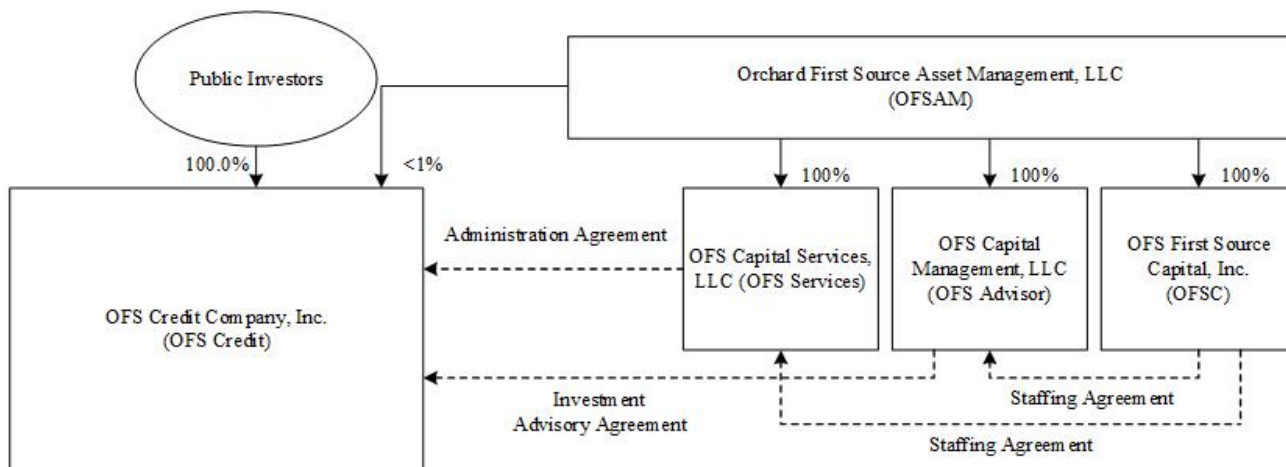 Public Investors
Orchard First Source Asset Management, LLC
(OFSAM)
100.0%
<1%
100%
100%
100%
Administration Agreement
OFS Capital Services,
LLC (OFS Services)
OFS Capital
Management, LLC
(OFS Advisor)
OFS First Source
Capital, Inc.
(OFSC)
OFS Credit Company, Inc.
(OFS Credit)
Investment
Advisory Agreement
Staffing Agreement
Staffing Agreement